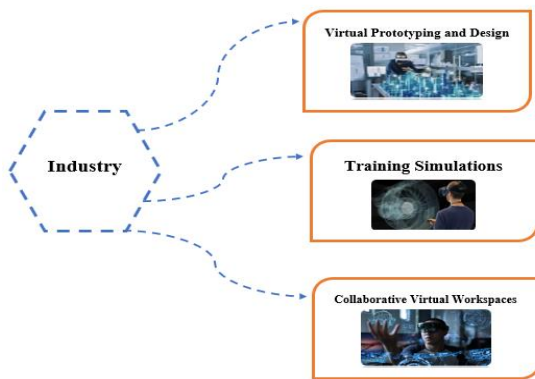 Virtual Prototyping and Design
Industry
Training Simulations
Collaborative Virtual Workspaces